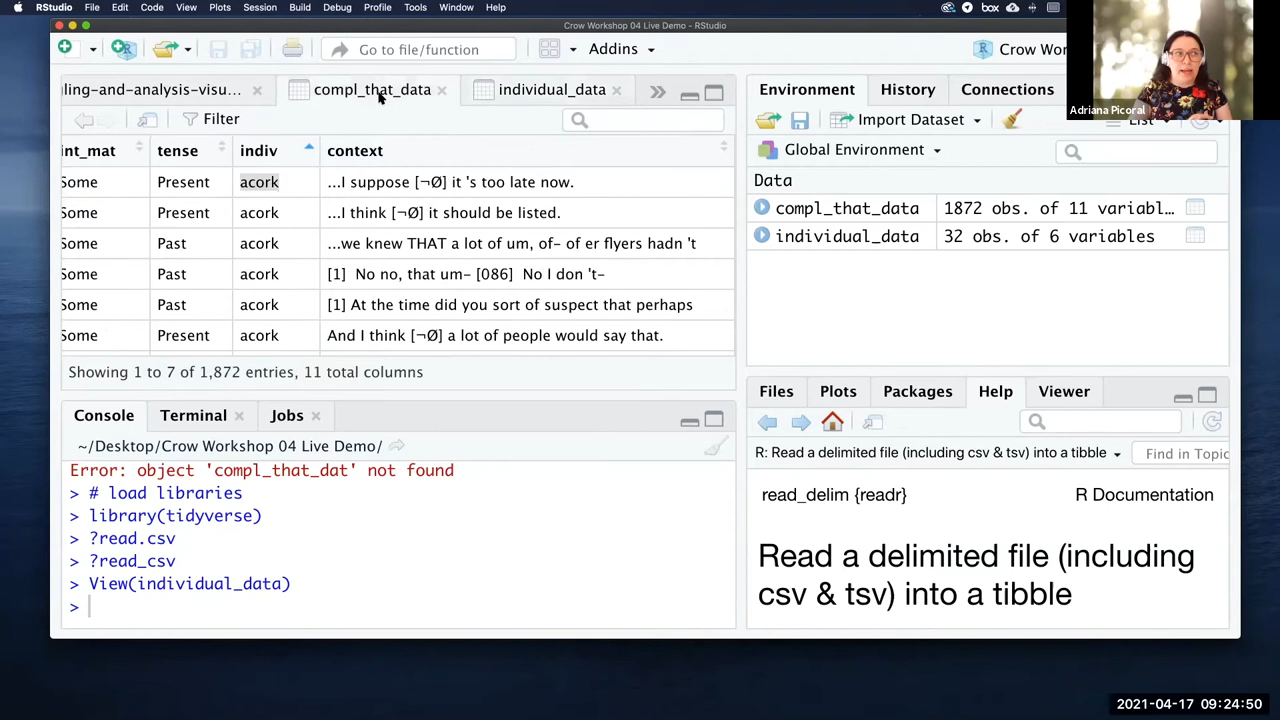 RStudio File Edit Code View Plots Session Build Debug Profile Tools Window Help
box
Crow Workshop 04 Live Demo - RStudio
Go to file/function
Addins
Adriana Picoral
ling-and-analysis-visu...
compl_that_data
individual_data
Filter
int_mat tense indiv context
Some Present acork ...I suppose [¬Ø] it 's too late now.
Some Present acork ...I think [¬Ø] it should be listed.
Some Past acork ...we knew THAT a lot of um, of- of er flyers hadn 't
Some Past acork [1] No no, that um- [086] No I don 't-
Some Past acork [1] At the time did you sort of suspect that perhaps
Some Present acork And I think [¬Ø] a lot of people would say that.
Showing 1 to 7 of 1,872 entries, 11 total columns
Console Terminal Jobs
~/Desktop/Crow Workshop 04 Live Demo/
Error: object 'compl_that_dat' not found
> # load libraries
> library(tidyverse)
> ?read.csv
> ?read_csv
> View(individual_data)
>
Environment History Connections
Import Dataset
Global Environment
Data
compl_that_data 1872 obs. of 11 variabl...
individual_data 32 obs. of 6 variables
Files Plots Packages Help Viewer
R: Read a delimited file (including csv & tsv) into a tibble
Find in Topic
read_delim {readr} R Documentation
Read a delimited file (including
csv & tsv) into a tibble
2021-04-17 09:24:50